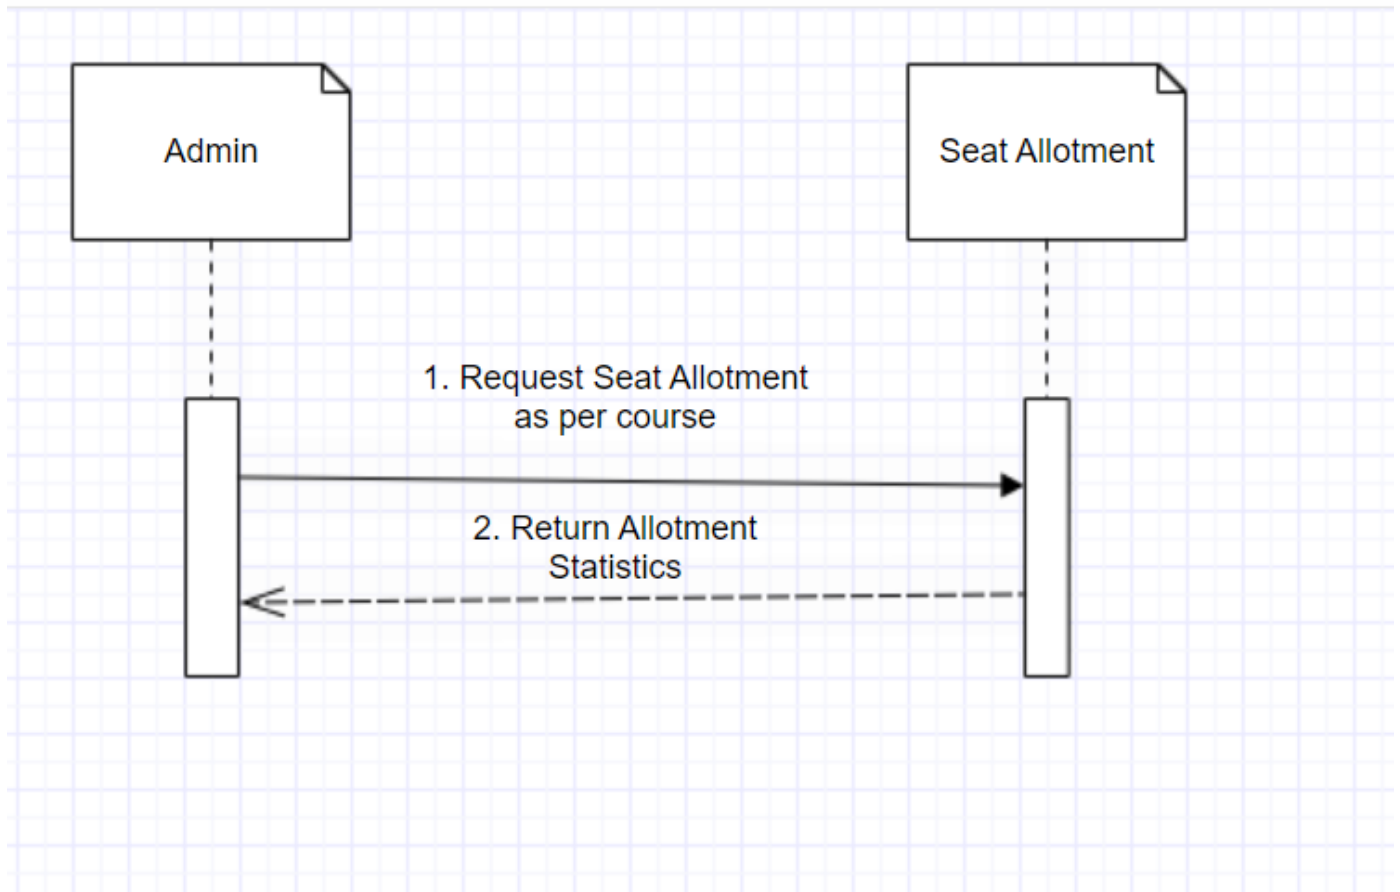 Admin
Seat Allotment
1. Request Seat Allotment
as per course
2. Return Allotment
Statistics